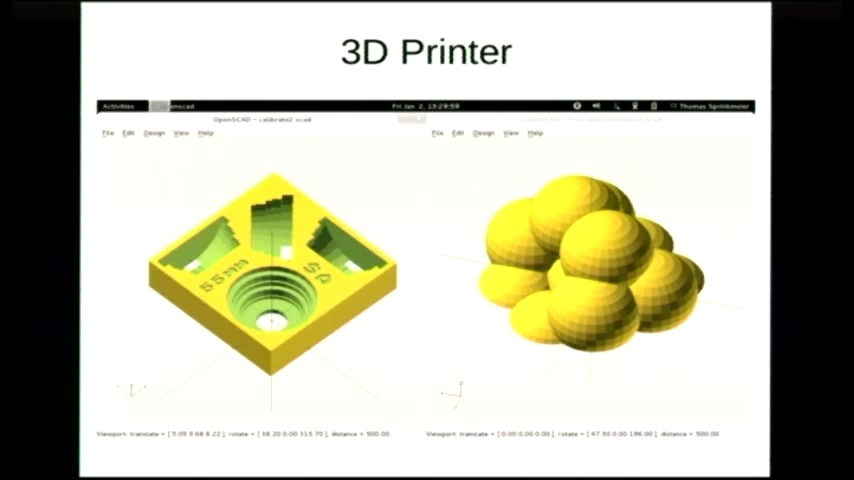 3D Printer
Activities
Fri Jan 2, 13:29:59
Thomas Sprinkmeier
OpenSCAD - calibrate2.scad
File Edit Design View Help
File Edit Design View Help
55MM
Viewport: translate = [ 5.05 9.68 8.22 ], rotate = [ 38.20 0.00 315.70 ], distance = 500.00
Viewport: translate = [ 0.00 0.00 0.00 ], rotate = [ 47.90 0.00 196.00 ], distance = 500.00